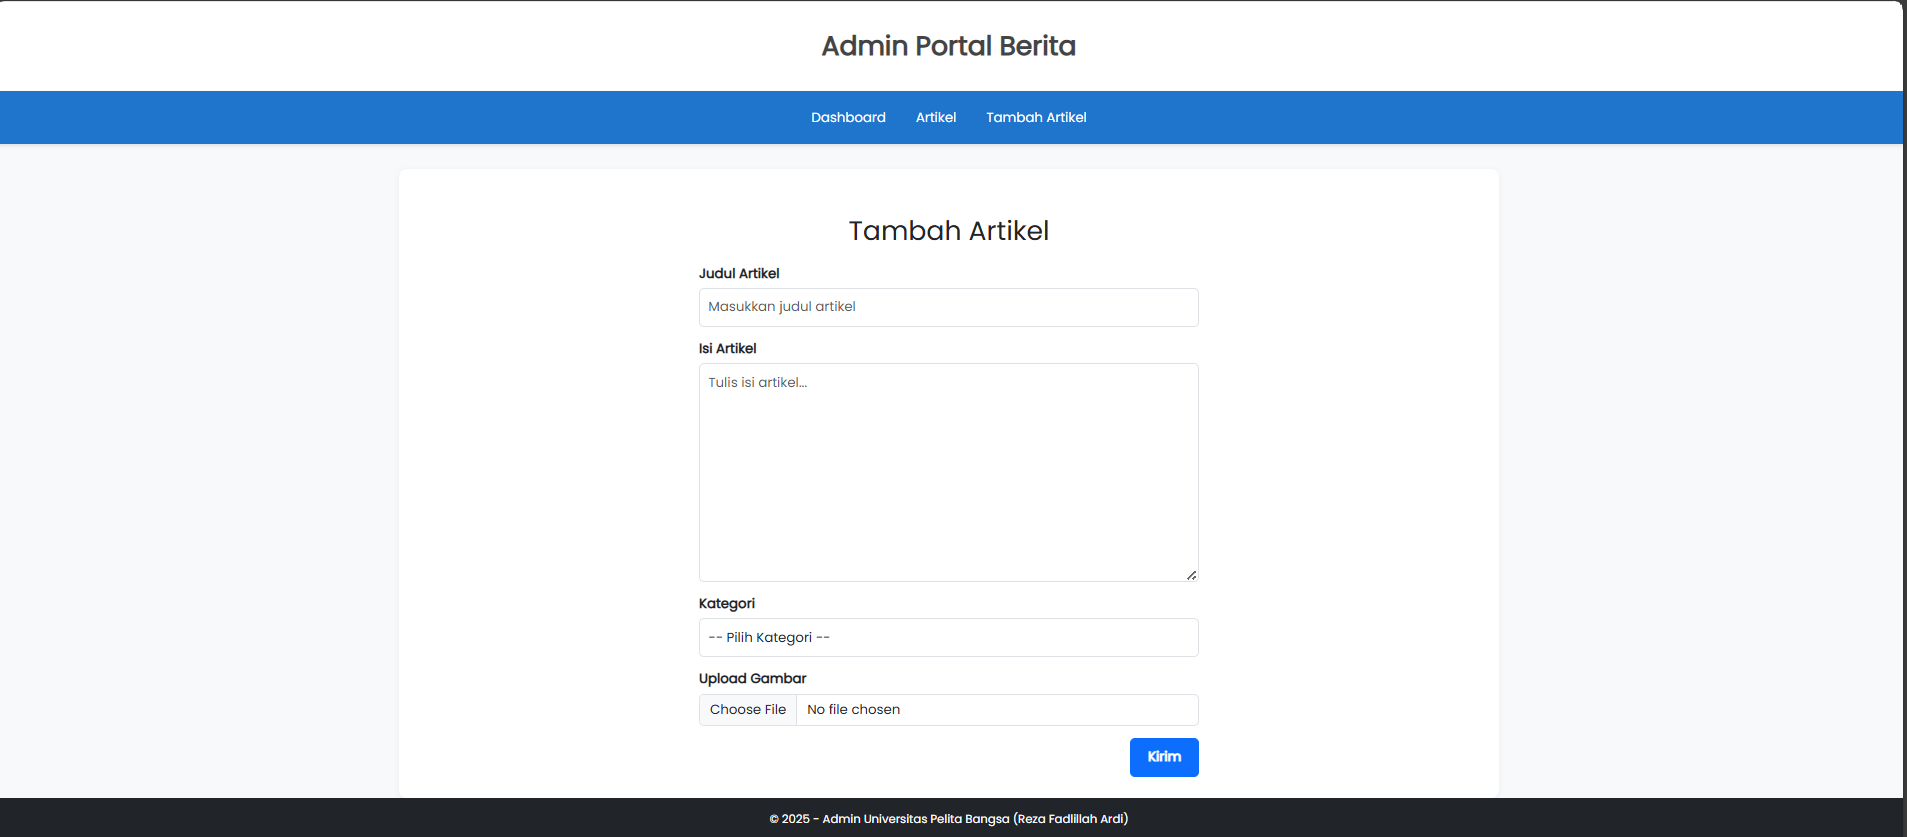 Admin Portal Berita
Dashboard Artikel Tambah Artikel
Tambah Artikel
Judul Artikel
Masukkan judul artikel
Isi Artikel
Tulis isi artikel...
Kategori
-- Pilih Kategori --
Upload Gambar
Choose File No file chosen
Kirim
© 2025 - Admin Universitas Pelita Bangsa (Reza Fadlillah Ardi)